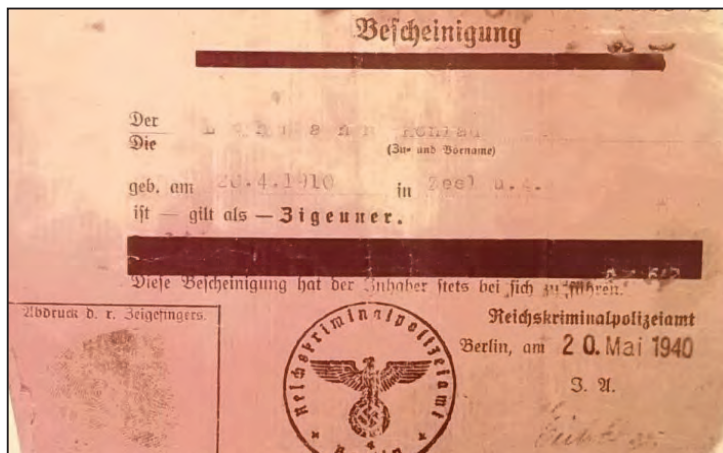 Bescheinigung
Der
Die
(Zu- und Vorname)
geb. am 20.4.1910 in
ist — gilt als — Zigeuner.
Diese Bescheinigung hat der Inhaber stets bei sich zu führen.
Abdruck d. r. Zeigefingers.
Reichskriminalpolizeiamt
Reichskriminalpolizeiamt
Berlin, am 20. Mai 1940
J. A.